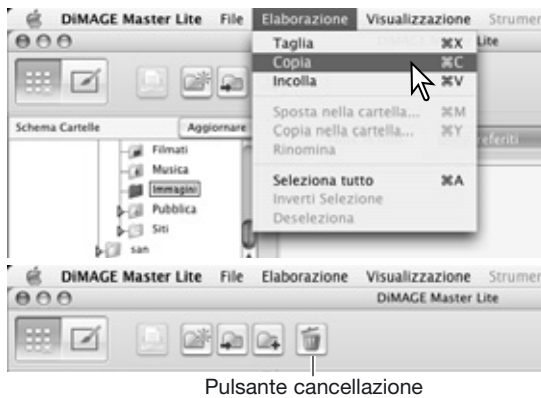 DiMAGE Master Lite File Elaborazione Visualizzazione Strumen
Taglia ⌘X
Lite
Copia ⌘C
Incolla ⌘V
Sposta nella cartella... ⌘M
Copia nella cartella... ⌘Y
Rinomina
eferiti
Seleziona tutto ⌘A
Inverti Selezione
Deseleziona
Schema Cartelle Aggiornare
Filmati
Musica
Immagini
Pubblica
Siti
san
DiMAGE Master Lite File Elaborazione Visualizzazione Strumen
DiMAGE Master Lite
Pulsante cancellazione